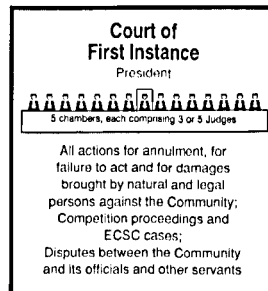 Court of
First Instance
President
P
5 chambers, each comprising 3 or 5 Judges
All actions for annulment, for
failure to act and for damages
brought by natural and legal
persons against the Community;
Competition proceedings and
ECSC cases;
Disputes between the Community
and its officials and other servants